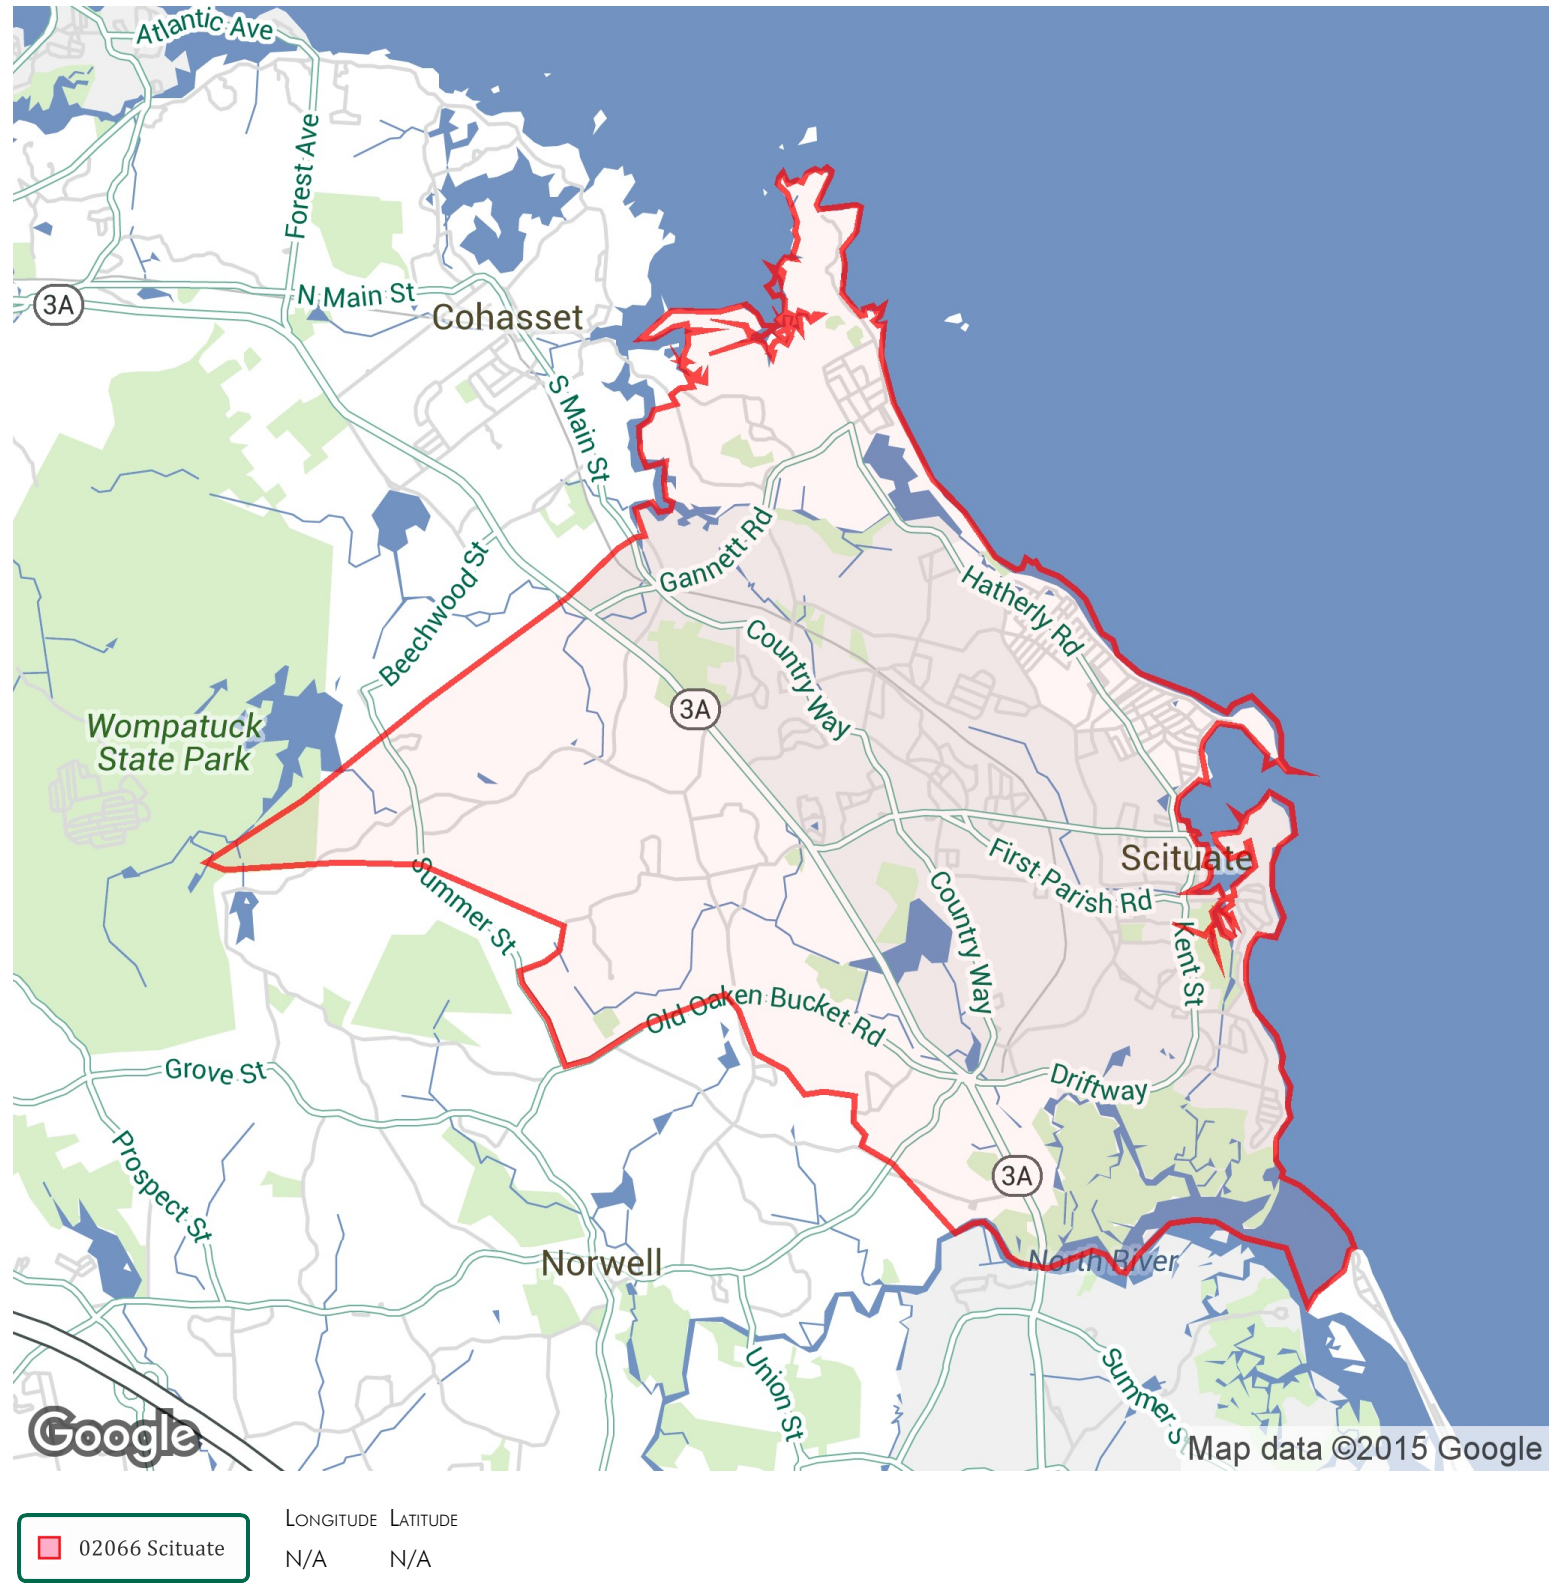 Atlantic Ave
Forest Ave
3A
N Main St
Cohasset
S Main St
Beechwood St
Gannett Rd
Hatherly Rd
Country Way
3A
Wompatuck
State Park
First Parish Rd
Scituate
Summer St
Country Way
Kent St
Old Oaken Bucket Rd
Grove St
Driftway
Prospect St
3A
North River
Norwell
Union St
Summer S
Google
Map data ©2015 Google
02066 Scituate
LONGITUDE LATITUDE
N/A N/A